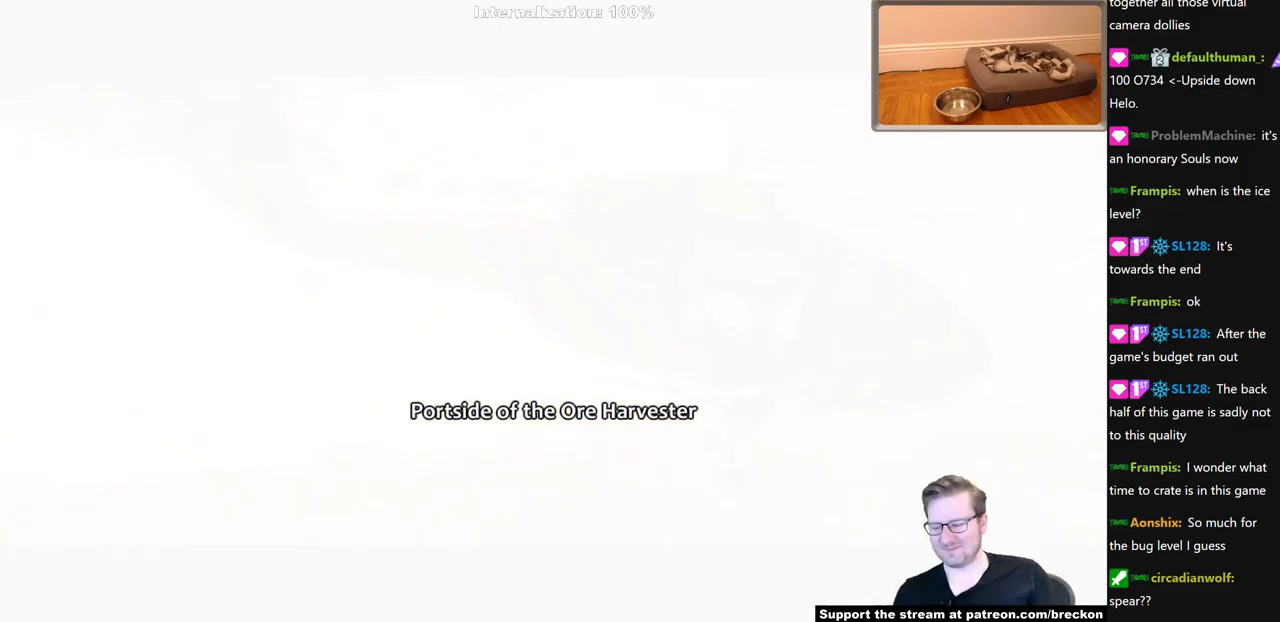 Internalization: 100%
together all those virtual
camera dollies
defaulthuman_:
100 O734 <-Upside down
Helo.
ProblemMachine: it's
an honorary Souls now
Frampis: when is the ice
level?
SL128: It's
towards the end
Frampis: ok
SL128: After the
game's budget ran out
SL128: The back
half of this game is sadly not
to this quality
Frampis: I wonder what
time to crate is in this game
Aonshix: So much for
the bug level I guess
circadianwolf:
spear??
Portside of the Ore Harvester
Support the stream at patreon.com/breckon